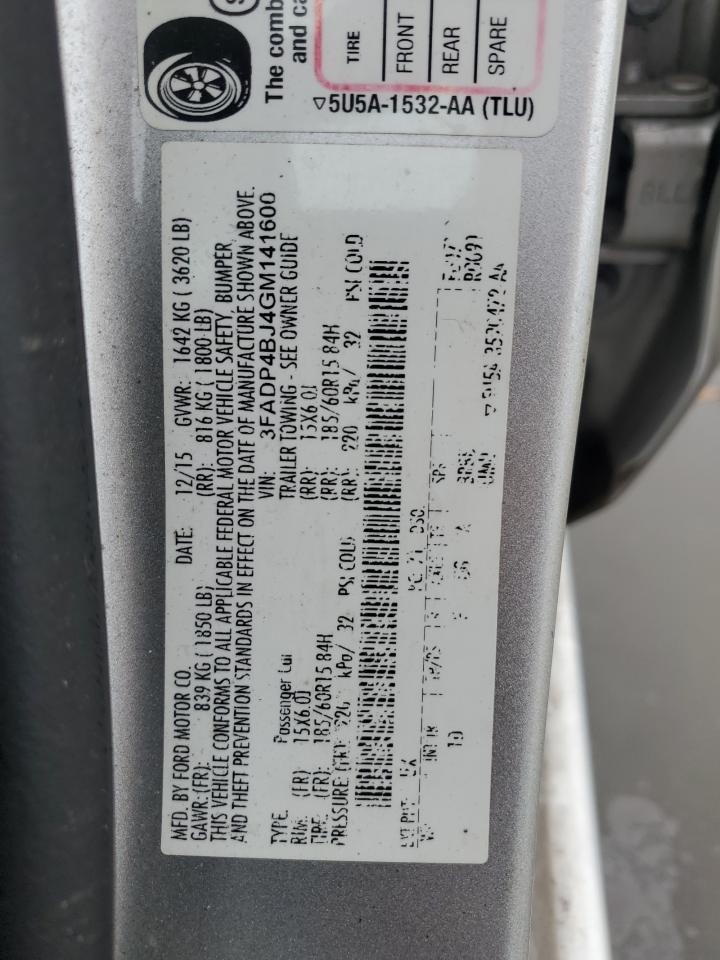 The comb
and ca
TIRE
FRONT
REAR
SPARE
▽5U5A-1532-AA (TLU)
MFD. BY FORD MOTOR CO. DATE: 12/15 GVWR: 1642 KG ( 3620 LB)
GAWR:(FR): 839 KG ( 1850 LB) (RR): 816 KG ( 1800 LB)
THIS VEHICLE CONFORMS TO ALL APPLICABLE FEDERAL MOTOR VEHICLE SAFETY, BUMPER,
AND THEFT PREVENTION STANDARDS IN EFFECT ON THE DATE OF MANUFACTURE SHOWN ABOVE.
VIN: 3FADP4BJ4GM141600
TYPE: Passenger Car TRAILER TOWING - SEE OWNER GUIDE
RIM: (FR) 15X6.0J (RR) 15X6.0J
TIRE: (FR) 185/60R15 84H (RR) 185/60R15 84H
PRESSURE: (FR) 220 kPa/ 32 PSI COLD (RR) 220 kPa/ 32 PSI COLD